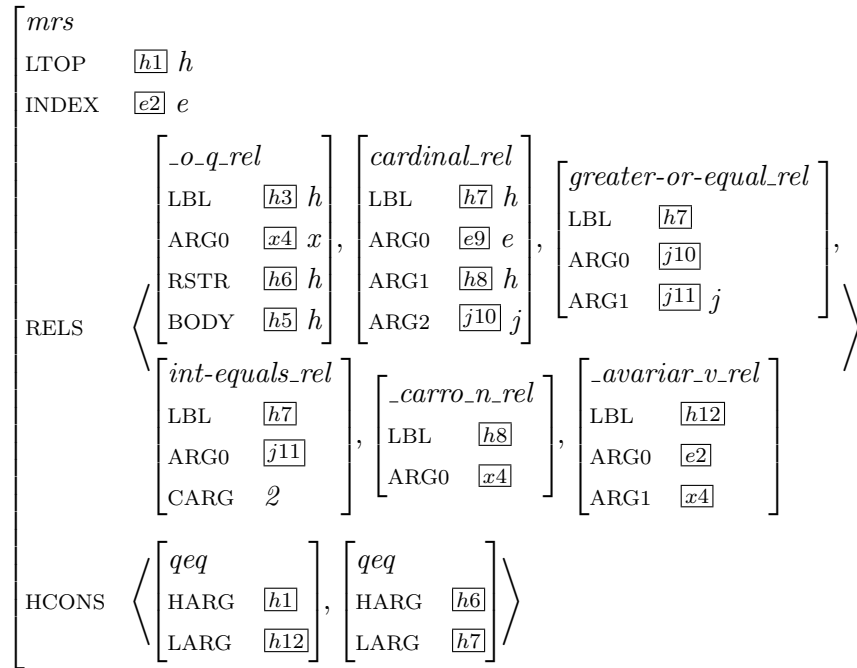 mrs
LTOP h1 h
INDEX e2 e
RELS
_o_q_rel
LBL h3 h
ARG0 x4 x
RSTR h6 h
BODY h5 h
,
cardinal_rel
LBL h7 h
ARG0 e9 e
ARG1 h8 h
ARG2 j10 j
,
greater-or-equal_rel
LBL h7
ARG0 j10
ARG1 j11 j
,
int-equals_rel
LBL h7
ARG0 j11
CARG 2
,
_carro_n_rel
LBL h8
ARG0 x4
,
_avariar_v_rel
LBL h12
ARG0 e2
ARG1 x4
HCONS
qeq
HARG h1
LARG h12
,
qeq
HARG h6
LARG h7